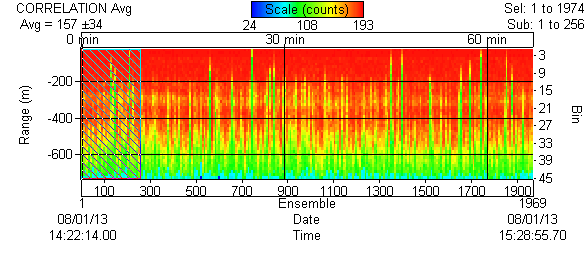 CORRELATION Avg Scale (counts) Sel: 1 to 1974
Avg = 157 ±34 24 108 193 Sub: 1 to 256
0 min 30 min 60 min
Range (m)
-200
-400
-600
3
9
15
21
27
33
39
45
Bin
100 300 500 700 900 1100 1300 1500 1700 1900
1 Ensemble 1969
08/01/13 Date 08/01/13
14:22:14.00 Time 15:28:55.70